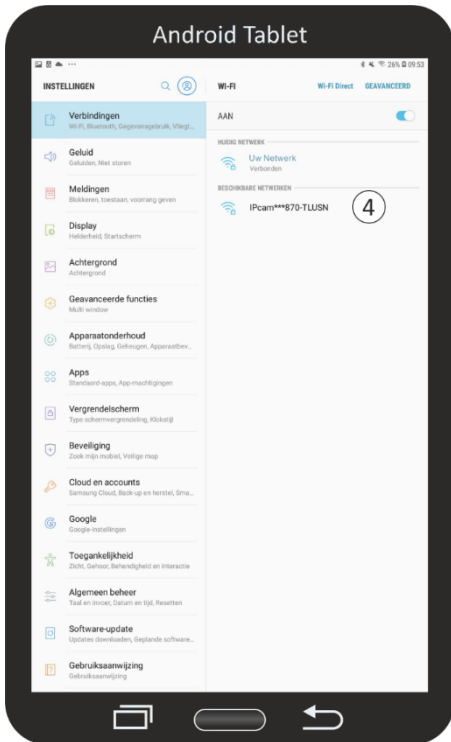 Android Tablet
26% 09:53
INSTELLINGEN
Verbindingen
Wi-Fi, Bluetooth, Gegevensgebruik, Vliegt...
Geluid
Geluiden, Niet storen
Meldingen
Blokkeren, toestaan, voorrang geven
Display
Helderheid, Startscherm
Achtergrond
Achtergrond
Geavanceerde functies
Multi window
Apparaatonderhoud
Batterij, Opslag, Geheugen, Apparaatbev...
Apps
Standaard-apps, App-machtigingen
Vergrendelscherm
Type schermvergrendeling, Klokstijl
Beveiliging
Zoek mijn mobiel, Veilige map
Cloud en accounts
Samsung Cloud, Back-up en herstel, Sma...
Google
Google-instellingen
Toegankelijkheid
Zicht, Gehoor, Behendigheid en interactie
Algemeen beheer
Taal en invoer, Datum en tijd, Resetten
Software-update
Updates downloaden, Geplande software...
Gebruiksaanwijzing
Gebruiksaanwijzing
WI-FI
Wi-Fi Direct GEAVANCEERD
AAN
HUIDIG NETWERK
Uw Netwerk
Verbonden
BESCHIKBARE NETWERKEN
IPcam***870-TLUSN 4